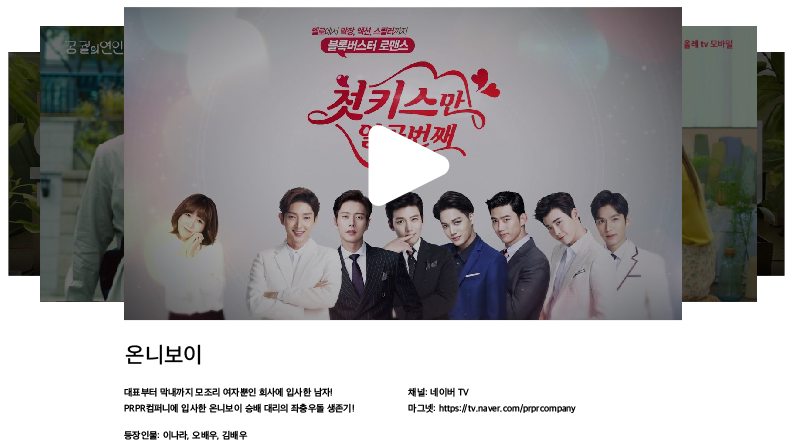 멜로에서 막장, 액션, 스릴러까지
블록버스터 로맨스
첫키스만
일곱번째
궁궐의연인
올레 tv 모바일
온니보이
대표부터 막내까지 모조리 여자뿐인 회사에 입사한 남자!
PRPR컴퍼니에 입사한 온니보이 승배 대리의 좌충우돌 생존기!
등장인물: 이나라, 오배우, 김배우
채널: 네이버 TV
마그넷: https://tv.naver.com/prprcompany